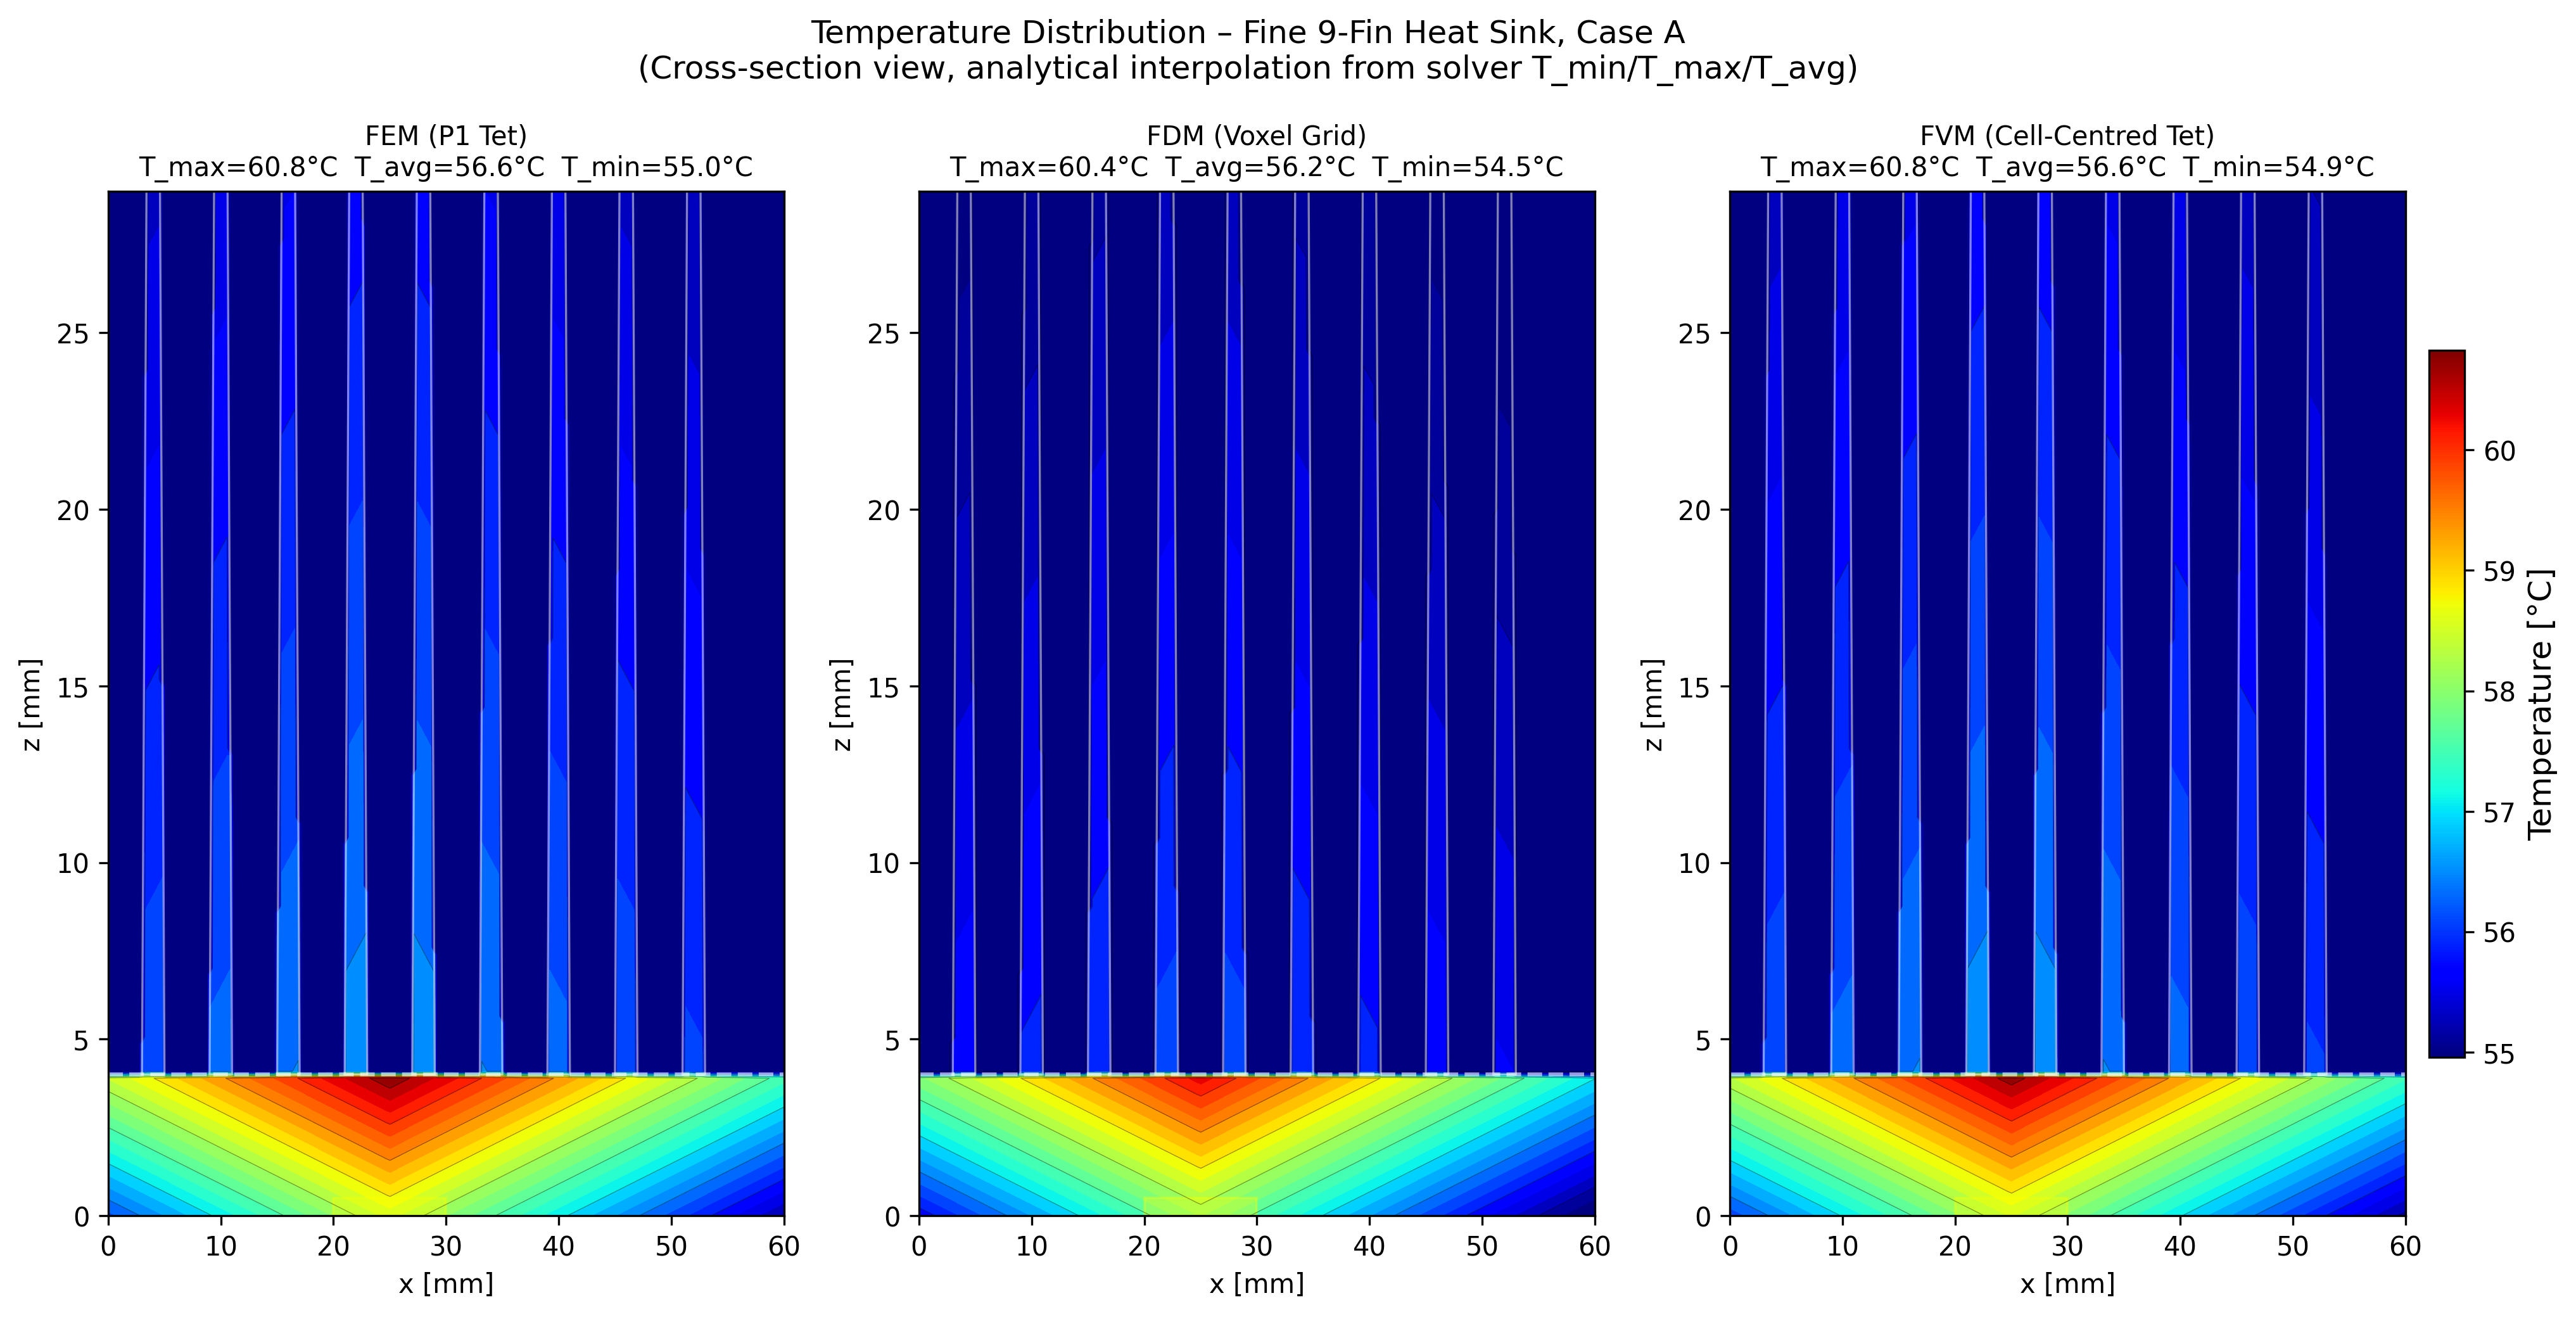 Temperature Distribution – Fine 9-Fin Heat Sink, Case A
(Cross-section view, analytical interpolation from solver T_min/T_max/T_avg)
FEM (P1 Tet)
T_max=60.8°C T_avg=56.6°C T_min=55.0°C
25
20
15
10
5
0
z [mm]
0 10 20 30 40 50 60
x [mm]
FDM (Voxel Grid)
T_max=60.4°C T_avg=56.2°C T_min=54.5°C
25
20
15
10
5
0
z [mm]
0 10 20 30 40 50 60
x [mm]
FVM (Cell-Centred Tet)
T_max=60.8°C T_avg=56.6°C T_min=54.9°C
25
20
15
10
5
0
z [mm]
0 10 20 30 40 50 60
x [mm]
60
59
58
57
56
55
Temperature [°C]